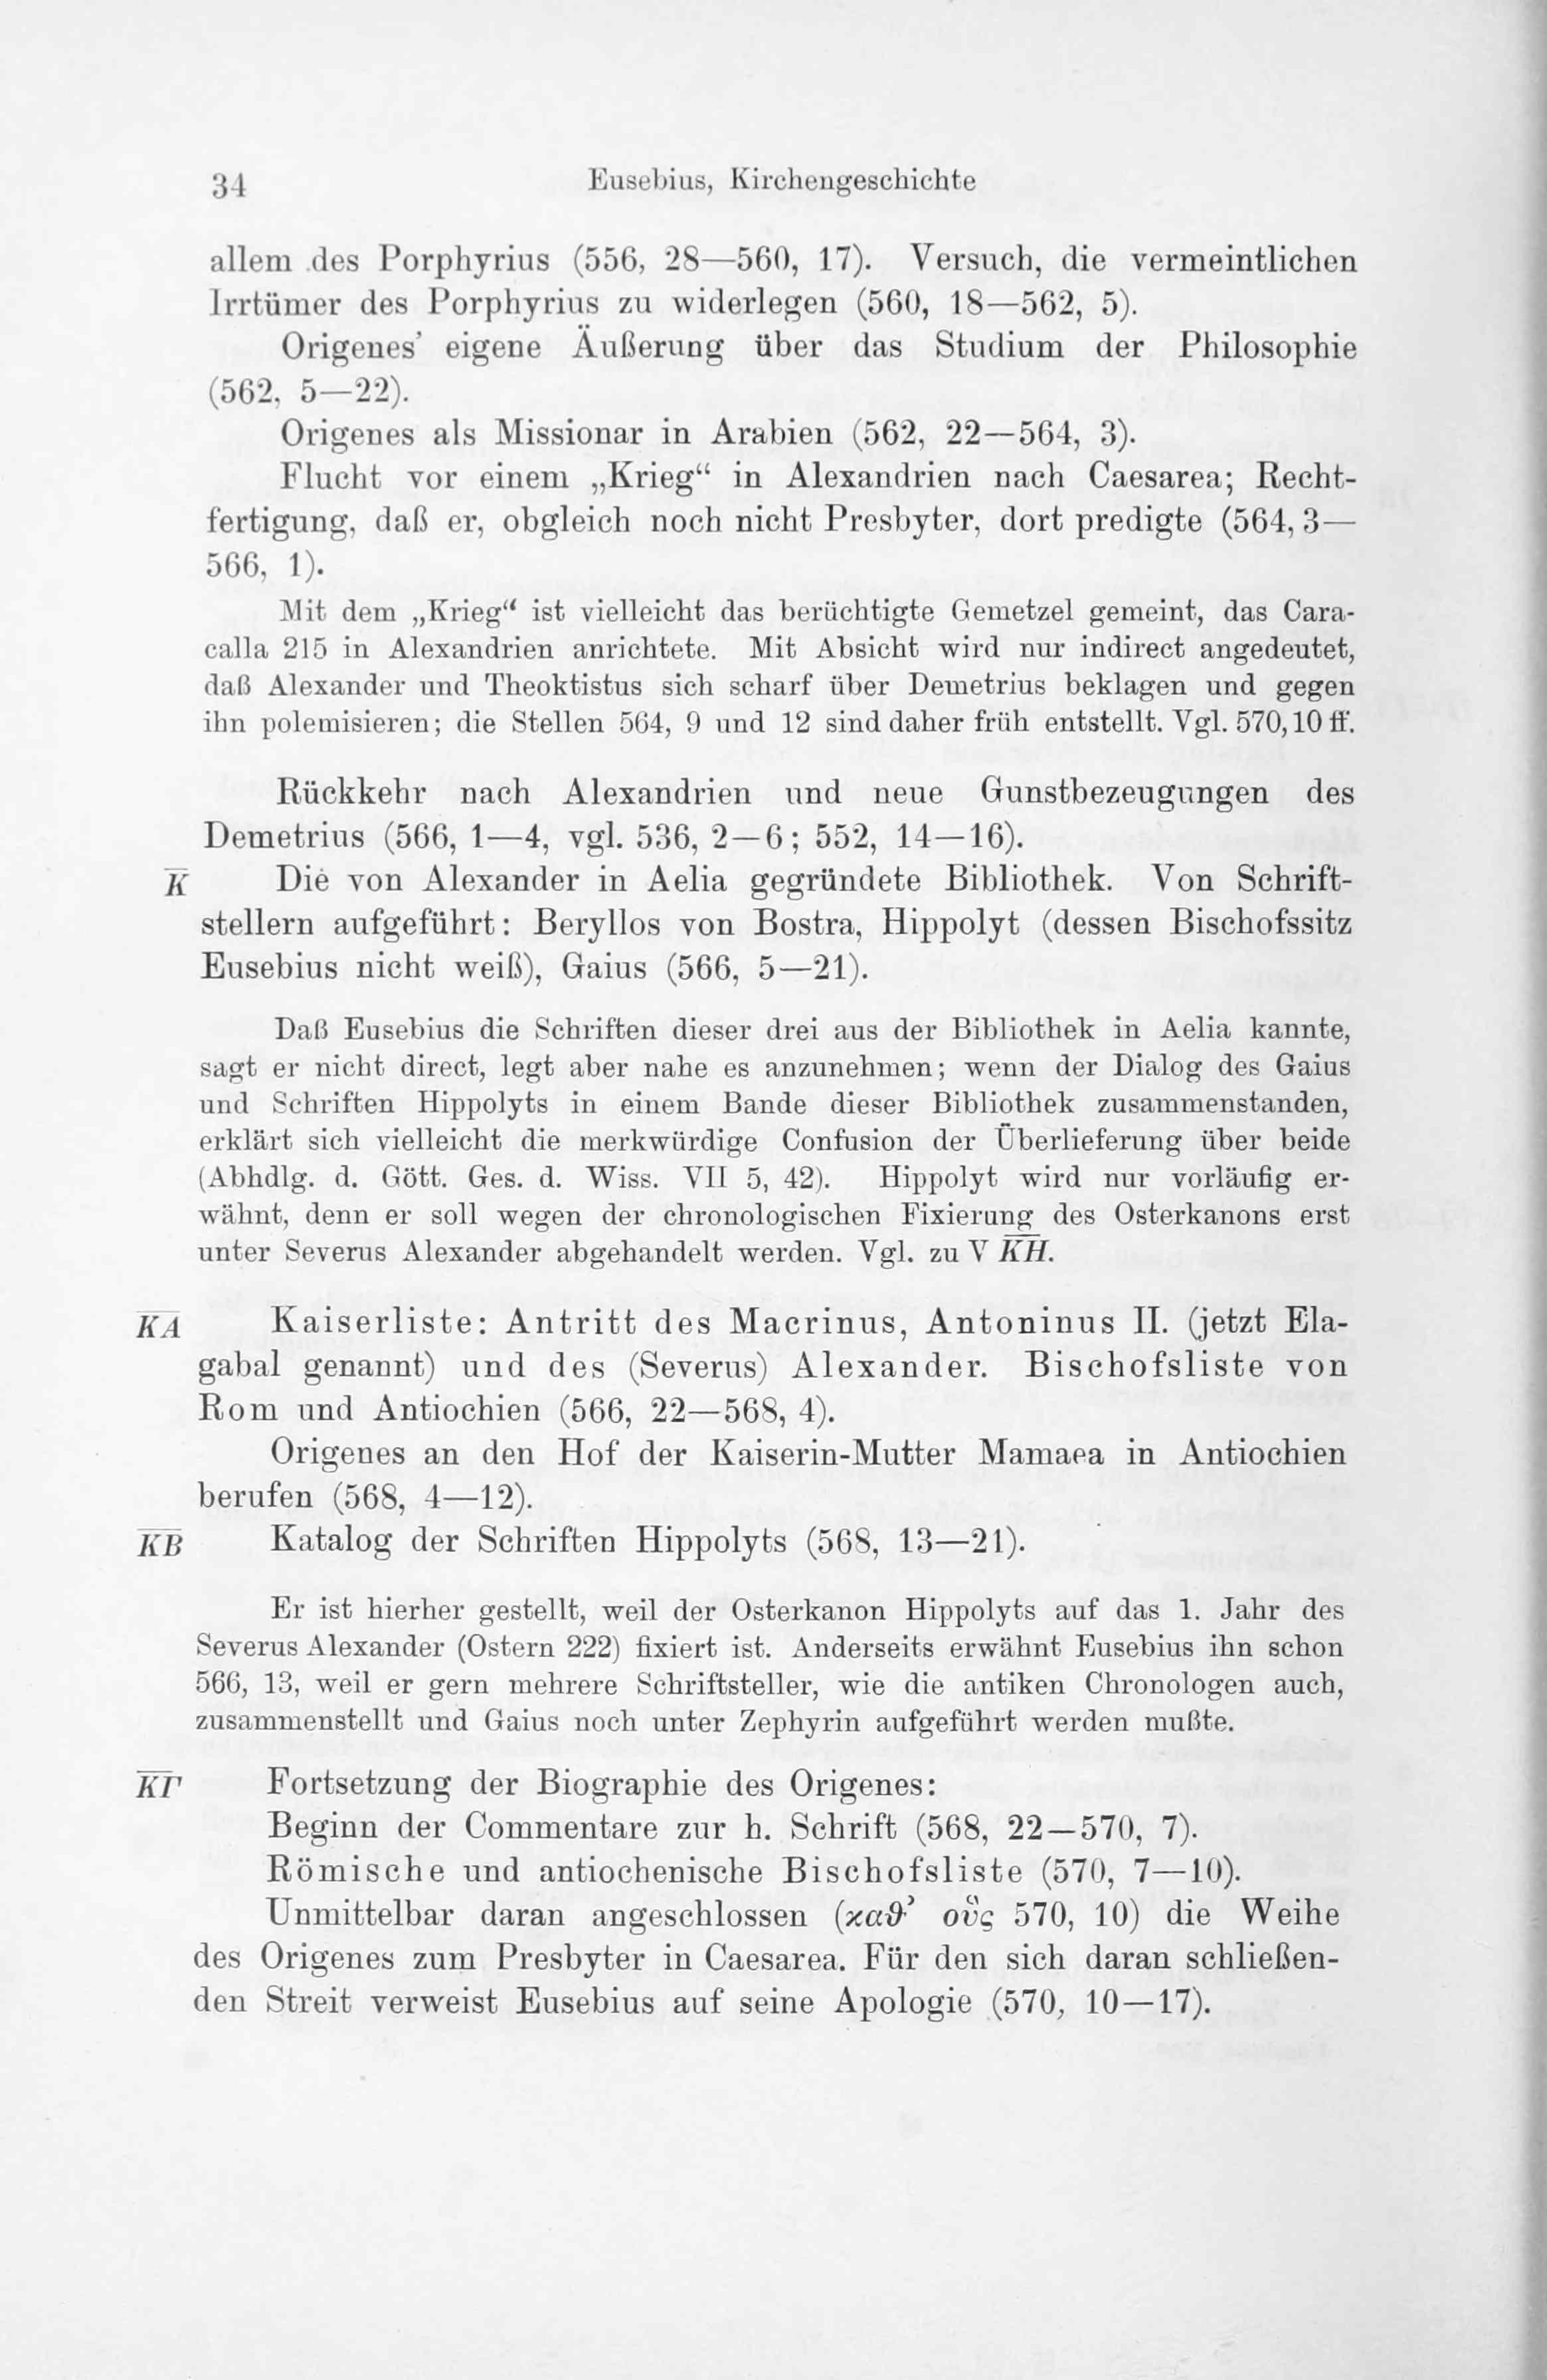 34 Eusebius, Kirchengeschichte
allem des Porphyrius (556, 28—560, 17). Versuch, die vermeintlichen
Irrtümer des Porphyrius zu widerlegen (560, 18—562, 5).
Origenes' eigene Äußerung über das Studium der Philosophie
(562, 5—22).
Origenes als Missionar in Arabien (562, 22—564, 3).
Flucht vor einem „Krieg“ in Alexandrien nach Caesarea; Recht-
fertigung, daß er, obgleich noch nicht Presbyter, dort predigte (564, 3—
566, 1).
Mit dem „Krieg“ ist vielleicht das berüchtigte Gemetzel gemeint, das Cara-
calla 215 in Alexandrien anrichtete. Mit Absicht wird nur indirect angedeutet,
daß Alexander und Theoktistus sich scharf über Demetrius beklagen und gegen
ihn polemisieren; die Stellen 564, 9 und 12 sind daher früh entstellt. Vgl. 570, 10 ff.
Rückkehr nach Alexandrien und neue Gunstbezeugungen des
Demetrius (566, 1—4, vgl. 536, 2—6; 552, 14—16).
K̅ Die von Alexander in Aelia gegründete Bibliothek. Von Schrift-
stellern aufgeführt: Beryllos von Bostra, Hippolyt (dessen Bischofssitz
Eusebius nicht weiß), Gaius (566, 5—21).
Daß Eusebius die Schriften dieser drei aus der Bibliothek in Aelia kannte,
sagt er nicht direct, legt aber nahe es anzunehmen; wenn der Dialog des Gaius
und Schriften Hippolyts in einem Bande dieser Bibliothek zusammenstanden,
erklärt sich vielleicht die merkwürdige Confusion der Überlieferung über beide
(Abhdlg. d. Gött. Ges. d. Wiss. VII 5, 42). Hippolyt wird nur vorläufig er-
wähnt, denn er soll wegen der chronologischen Fixierung des Osterkanons erst
unter Severus Alexander abgehandelt werden. Vgl. zu V K̅H̅.
K̅A̅ Kaiserliste: Antritt des Macrinus, Antoninus II. (jetzt Ela-
gabal genannt) und des (Severus) Alexander. Bischofsliste von
Rom und Antiochien (566, 22—568, 4).
Origenes an den Hof der Kaiserin-Mutter Mamaea in Antiochien
berufen (568, 4—12).
K̅B̅ Katalog der Schriften Hippolyts (568, 13—21).
Er ist hierher gestellt, weil der Osterkanon Hippolyts auf das 1. Jahr des
Severus Alexander (Ostern 222) fixiert ist. Anderseits erwähnt Eusebius ihn schon
566, 13, weil er gern mehrere Schriftsteller, wie die antiken Chronologen auch,
zusammenstellt und Gaius noch unter Zephyrin aufgeführt werden mußte.
K̅Γ̅ Fortsetzung der Biographie des Origenes:
Beginn der Commentare zur h. Schrift (568, 22—570, 7).
Römische und antiochenische Bischofsliste (570, 7—10).
Unmittelbar daran angeschlossen (καθ' οὓς 570, 10) die Weihe
des Origenes zum Presbyter in Caesarea. Für den sich daran schließen-
den Streit verweist Eusebius auf seine Apologie (570, 10—17).